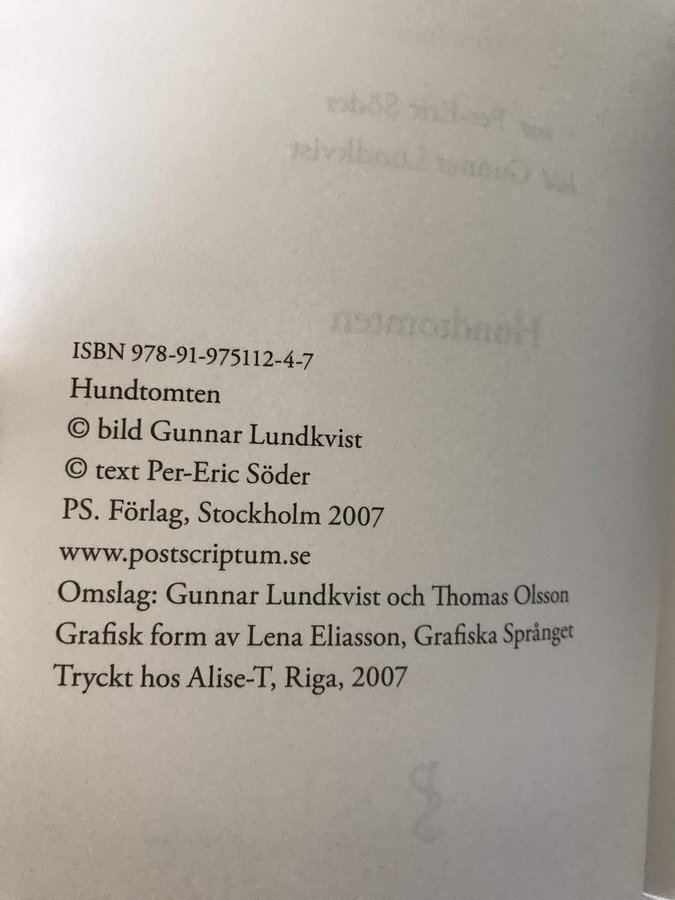 ISBN 978-91-975112-4-7
Hundtomten
© bild Gunnar Lundkvist
© text Per-Eric Söder
PS. Förlag, Stockholm 2007
www.postscriptum.se
Omslag: Gunnar Lundkvist och Thomas Olsson
Grafisk form av Lena Eliasson, Grafiska Språnget
Tryckt hos Alise-T, Riga, 2007